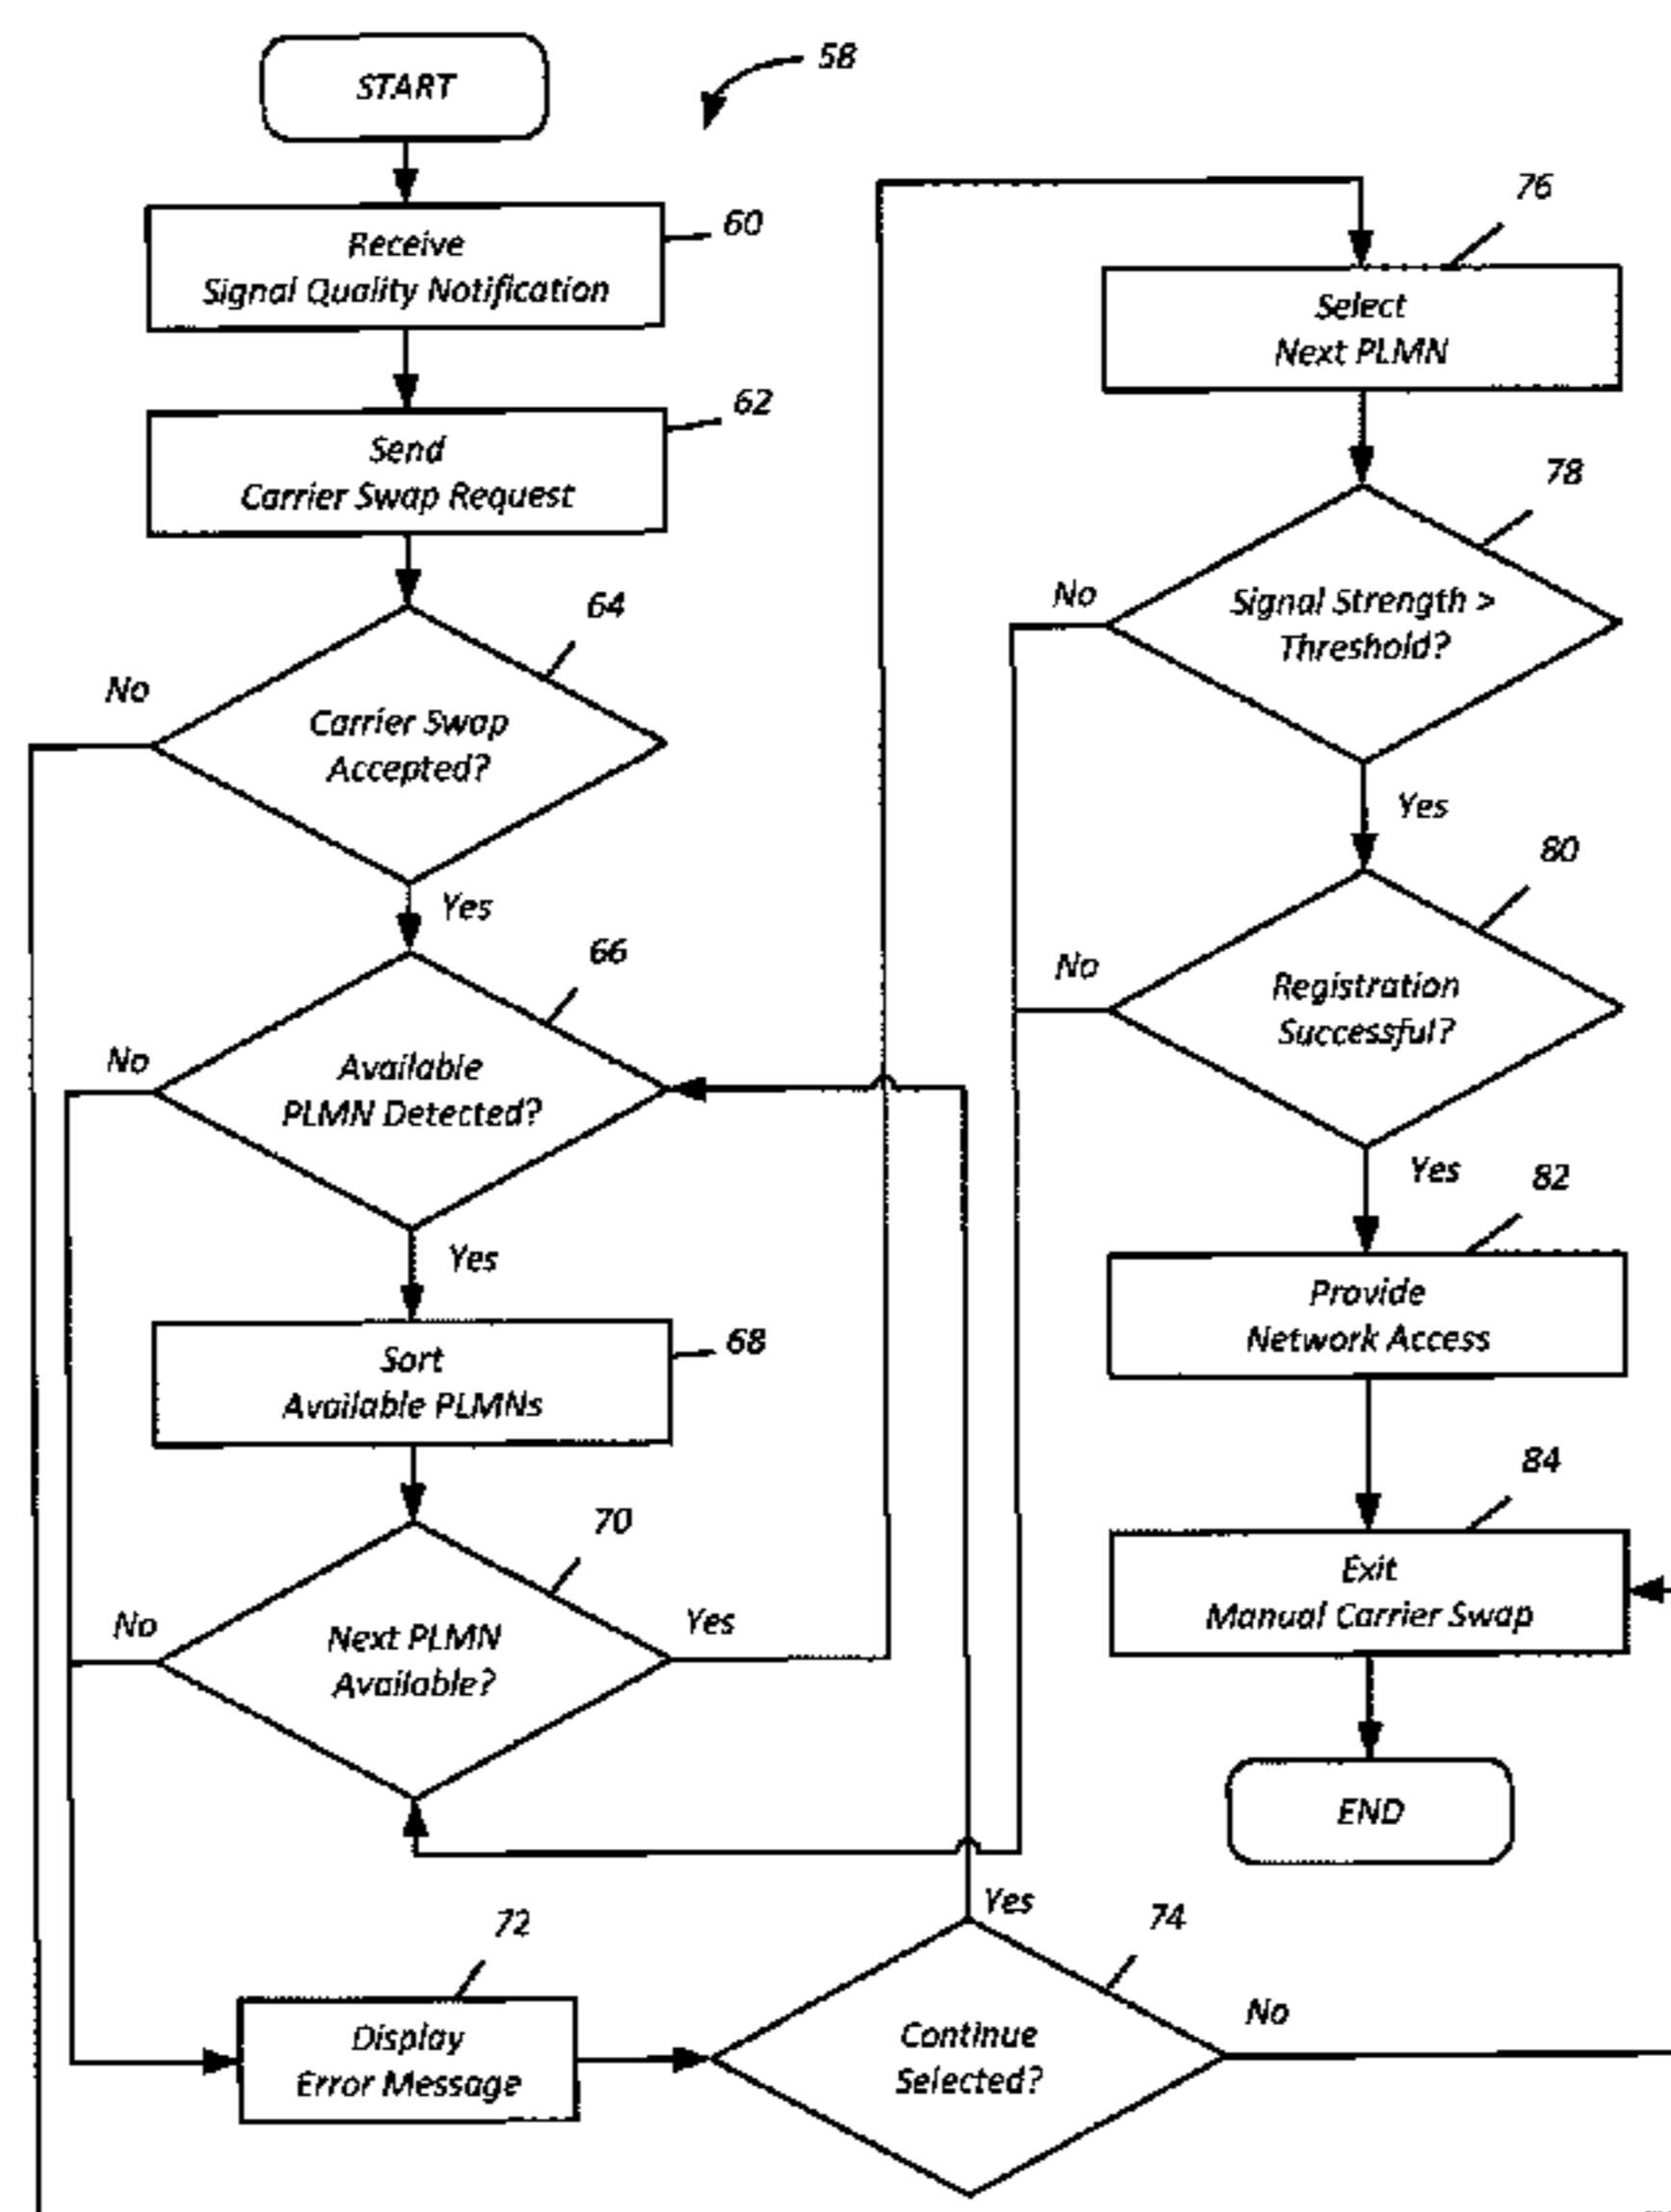 START
58
Receive
Signal Quality Notification
60
Send
Carrier Swap Request
62
64
No
Carrier Swap
Accepted?
Yes
66
No
Available
PLMN Detected?
Yes
Sort
Available PLMNs
68
70
No
Next PLMN
Available?
Yes
72
Display
Error Message
Yes
74
Continue
Selected?
No
76
Select
Next PLMN
78
No
Signal Strength >
Threshold?
Yes
80
No
Registration
Successful?
Yes
82
Provide
Network Access
84
Exit
Manual Carrier Swap
END